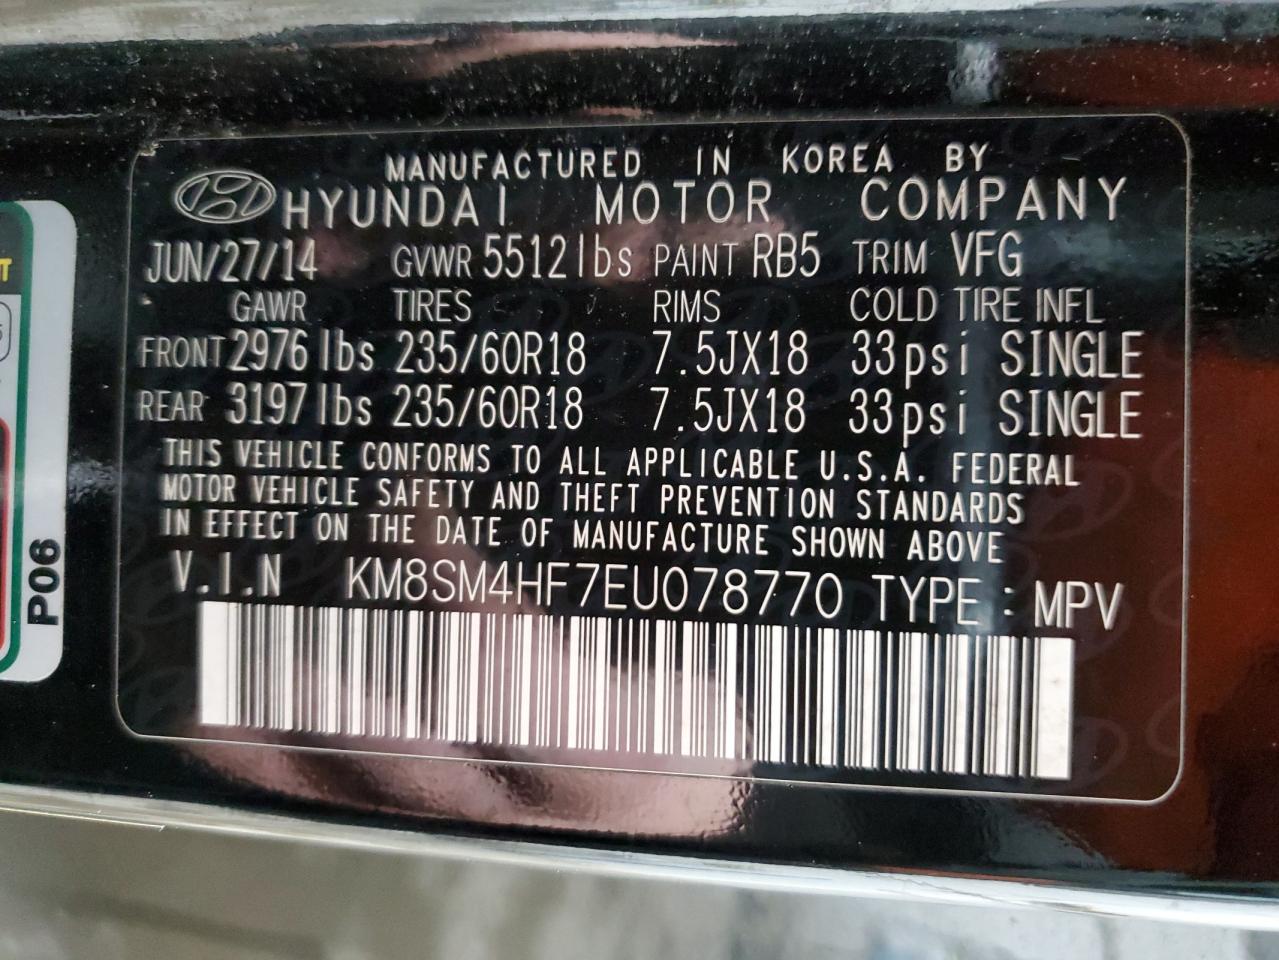 MANUFACTURED IN KOREA BY
HYUNDAI MOTOR COMPANY
JUN/27/14 GVWR 5512lbs PAINT RB5 TRIM VFG
GAWR TIRES RIMS COLD TIRE INFL
FRONT 2976lbs 235/60R18 7.5JX18 33psi SINGLE
REAR 3197lbs 235/60R18 7.5JX18 33psi SINGLE
THIS VEHICLE CONFORMS TO ALL APPLICABLE U.S.A. FEDERAL
MOTOR VEHICLE SAFETY AND THEFT PREVENTION STANDARDS
IN EFFECT ON THE DATE OF MANUFACTURE SHOWN ABOVE
V.I.N KM8SM4HF7EU078770 TYPE : MPV
P06